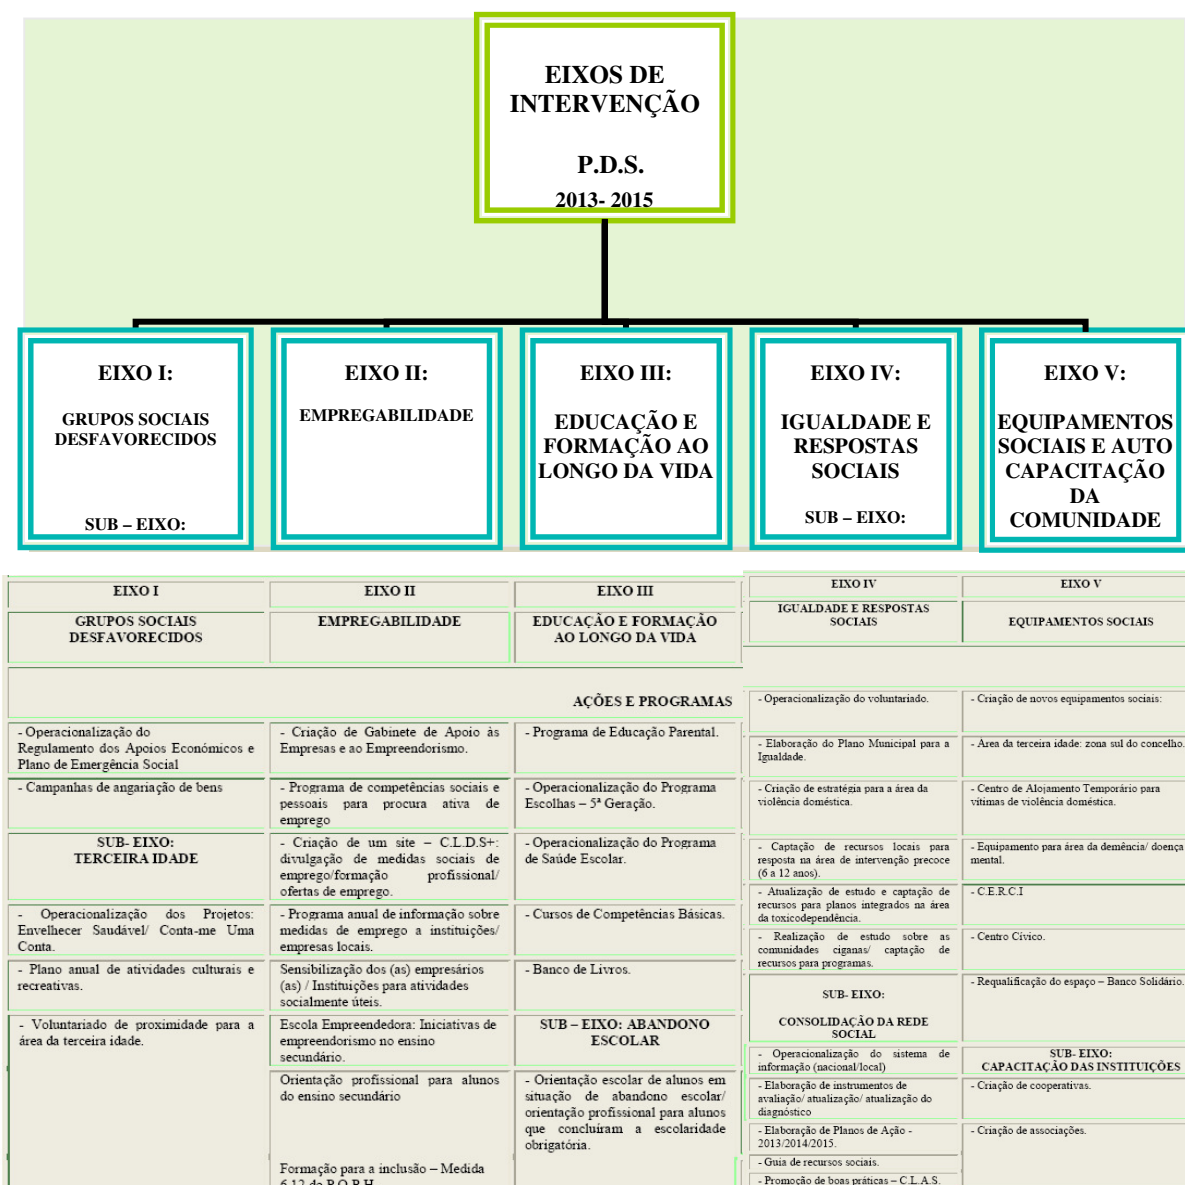 EIXOS DE
INTERVENÇÃO
P.D.S.
2013- 2015
EIXO I:
GRUPOS SOCIAIS
DESFAVORECIDOS
SUB – EIXO:
EIXO II:
EMPREGABILIDADE
EIXO III:
EDUCAÇÃO E
FORMAÇÃO AO
LONGO DA VIDA
EIXO IV:
IGUALDADE E
RESPOSTAS
SOCIAIS
SUB – EIXO:
EIXO V:
EQUIPAMENTOS
SOCIAIS E AUTO
CAPACITAÇÃO
DA
COMUNIDADE
EIXO I
GRUPOS SOCIAIS
DESFAVORECIDOS
EIXO II
EMPREGABILIDADE
EIXO III
EDUCAÇÃO E FORMAÇÃO
AO LONGO DA VIDA
EIXO IV
IGUALDADE E RESPOSTAS
SOCIAIS
EIXO V
EQUIPAMENTOS SOCIAIS
AÇÕES E PROGRAMAS
- Operacionalização do
Regulamento dos Apoios Económicos e
Plano de Emergência Social
- Campanhas de angariação de bens
SUB- EIXO:
TERCEIRA IDADE
- Operacionalização dos Projetos:
Envelhecer Saudável/ Conta-me Uma
Conta.
- Plano anual de atividades culturais e
recreativas.
- Voluntariado de proximidade para a
área da terceira idade.
- Criação de Gabinete de Apoio às
Empresas e ao Empreendorismo.
- Programa de competências sociais e
pessoais para procura ativa de
emprego
- Criação de um site – C.L.D.S+:
divulgação de medidas sociais de
emprego/formação profissional/
ofertas de emprego.
- Programa anual de informação sobre
medidas de emprego a instituições/
empresas locais.
Sensibilização dos (as) empresários
(as) / Instituições para atividades
socialmente úteis.
Escola Empreendedora: Iniciativas de
empreendorismo no ensino
secundário.
Orientação profissional para alunos
do ensino secundário
Formação para a inclusão – Medida
6.12 do P.O.P.H
- Programa de Educação Parental.
- Operacionalização do Programa
Escolhas – 5ª Geração.
- Operacionalização do Programa
de Saúde Escolar.
- Cursos de Competências Básicas.
- Banco de Livros.
SUB – EIXO: ABANDONO
ESCOLAR
- Orientação escolar de alunos em
situação de abandono escolar/
orientação profissional para alunos
que concluíram a escolaridade
obrigatória.
- Operacionalização do voluntariado.
- Elaboração do Plano Municipal para a
Igualdade.
- Criação de estratégia para a área da
violência doméstica.
- Captação de recursos locais para
resposta na área de intervenção precoce
(6 a 12 anos).
- Atualização de estudo e captação de
recursos para planos integrados na área
da toxicodependência.
- Realização de estudo sobre as
comunidades ciganas/ captação de
recursos para programas.
SUB- EIXO:
CONSOLIDAÇÃO DA REDE
SOCIAL
- Operacionalização do sistema de
informação (nacional/local)
- Elaboração de instrumentos de
avaliação/ atualização/ atualização do
diagnóstico
- Elaboração de Planos de Ação -
2013/2014/2015.
- Guia de recursos sociais.
- Promoção de boas práticas – C.L.A.S.
- Criação de novos equipamentos sociais:
- Área da terceira idade: zona sul do concelho.
- Centro de Alojamento Temporário para
vítimas de violência doméstica.
- Equipamento para área da demência/ doença
mental.
- C.E.R.C.I
- Centro Cívico.
- Requalificação do espaço – Banco Solidário.
SUB- EIXO:
CAPACITAÇÃO DAS INSTITUIÇÕES
- Criação de cooperativas.
- Criação de associações.